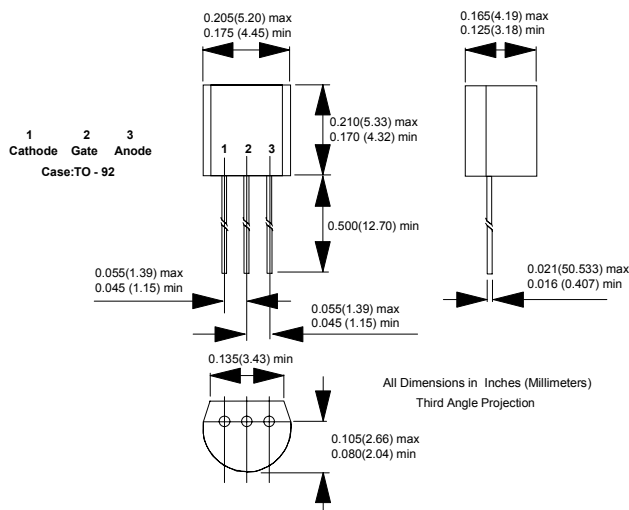 0.205(5.20) max
0.175 (4.45) min
0.165(4.19) max
0.125(3.18) min
0.210(5.33) max
0.170 (4.32) min
1 2 3
Cathode Gate Anode
Case:TO - 92
1 2 3
0.500(12.70) min
0.055(1.39) max
0.045 (1.15) min
0.021(50.533) max
0.016 (0.407) min
0.055(1.39) max
0.045 (1.15) min
0.135(3.43) min
All Dimensions in Inches (Millimeters)
Third Angle Projection
0.105(2.66) max
0.080(2.04) min